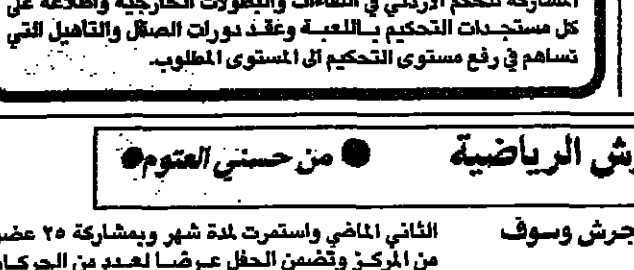 المشاركة للحكم الأردني في اللقاءات والبطولات الخارجية واطلاعه على
كل مستجدات التحكيم باللعبة وعقد دورات الصقل والتأهيل التي
تساهم في رفع مستوى التحكيم الى المستوى المطلوب.
الرياضية ● من حسني العتوم ●
جرش وسوف
الثاني الماضي واستمرت لمدة شهر وبمشاركة ٢٥ عضو
من المركز وتضمن الحفل عرضا لعدد من الحركات